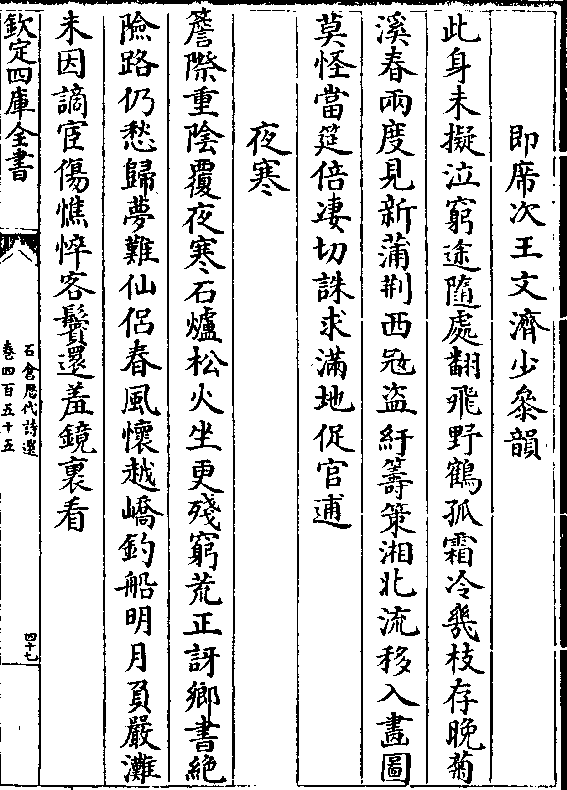 即席次王文濟少叅韻
此身未擬泣窮途隨處翻飛野鶴孤霜冷幾枝存晚菊
溪春兩度見新蒲荆西冦盜紆籌策湘北流移入畫圖
莫怪當筵倍凄切誅求滿地促官逋
夜寒
簷際重陰覆夜寒石爐松火坐更殘窮荒正訝鄉書絶
險路仍愁歸夢難仙侣春風懷越嶠釣船明月負嚴灘
未因謫宦傷憔悴客鬢還羞鏡裏看
欽定四庫全書
石倉歴代詩選
卷四百五十五
四十七